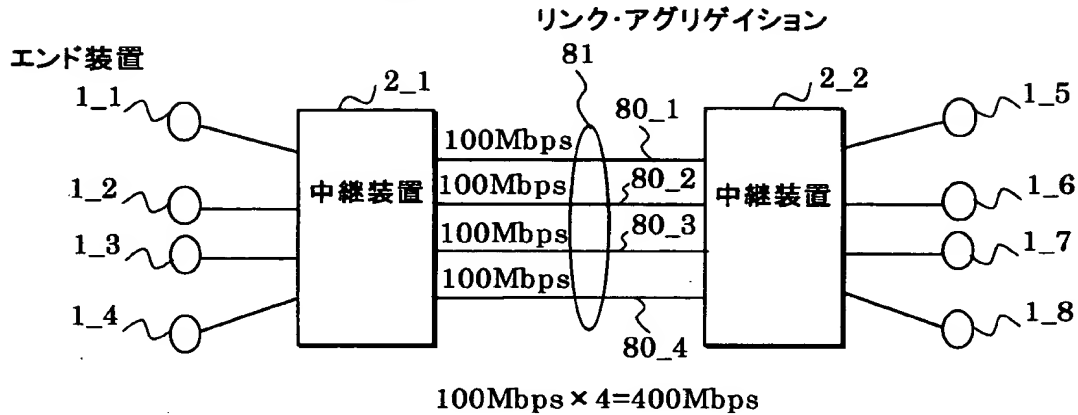 リンク・アグリゲイション
エンド装置
81
2_1
2_2
1_1
1_5
80_1
100Mbps
1_2
中継装置
100Mbps
80_2
中継装置
1_6
1_3
100Mbps
80_3
1_7
100Mbps
1_4
1_8
80_4
100Mbps×4=400Mbps